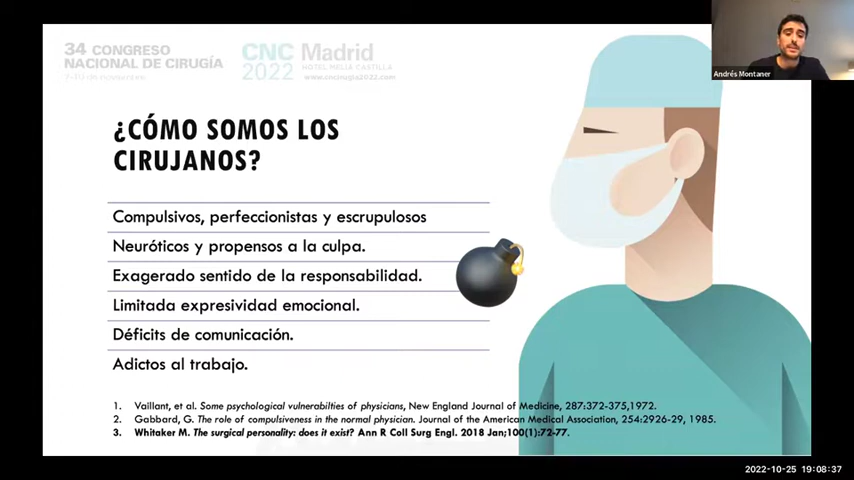 34 CONGRESO
NACIONAL DE CIRUGÍA
CNC Madrid
2022 HOTEL MELIÁ CASTILLA
www.cncirugia2022.com
Andrés Montaner
¿CÓMO SOMOS LOS
CIRUJANOS?
Compulsivos, perfeccionistas y escrupulosos
Neuróticos y propensos a la culpa.
Exagerado sentido de la responsabilidad.
Limitada expresividad emocional.
Déficits de comunicación.
Adictos al trabajo.
1. Vaillant, et al. Some psychological vulnerabilties of physicians, New England Journal of Medicine, 287:372-375,1972.
2. Gabbard, G. The role of compulsiveness in the normal physician. Journal of the American Medical Association, 254:2926-29, 1985.
3. Whitaker M. The surgical personality: does it exist? Ann R Coll Surg Engl. 2018 Jan;100(1):72-77.
2022-10-25 19:08:37